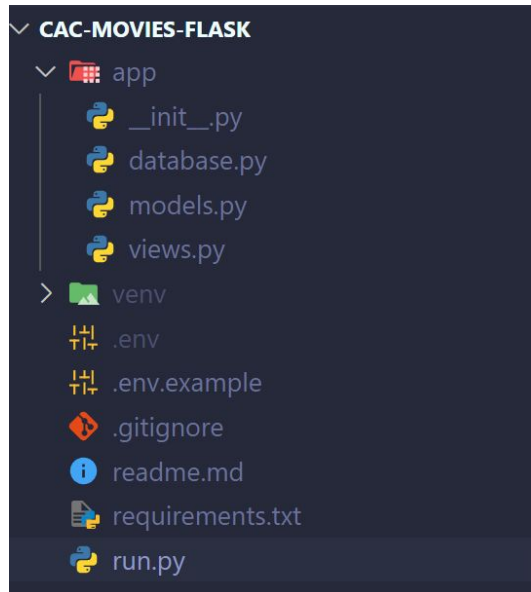 CAC-MOVIES-FLASK
app
__init__.py
database.py
models.py
views.py
venv
.env
.env.example
.gitignore
readme.md
requirements.txt
run.py